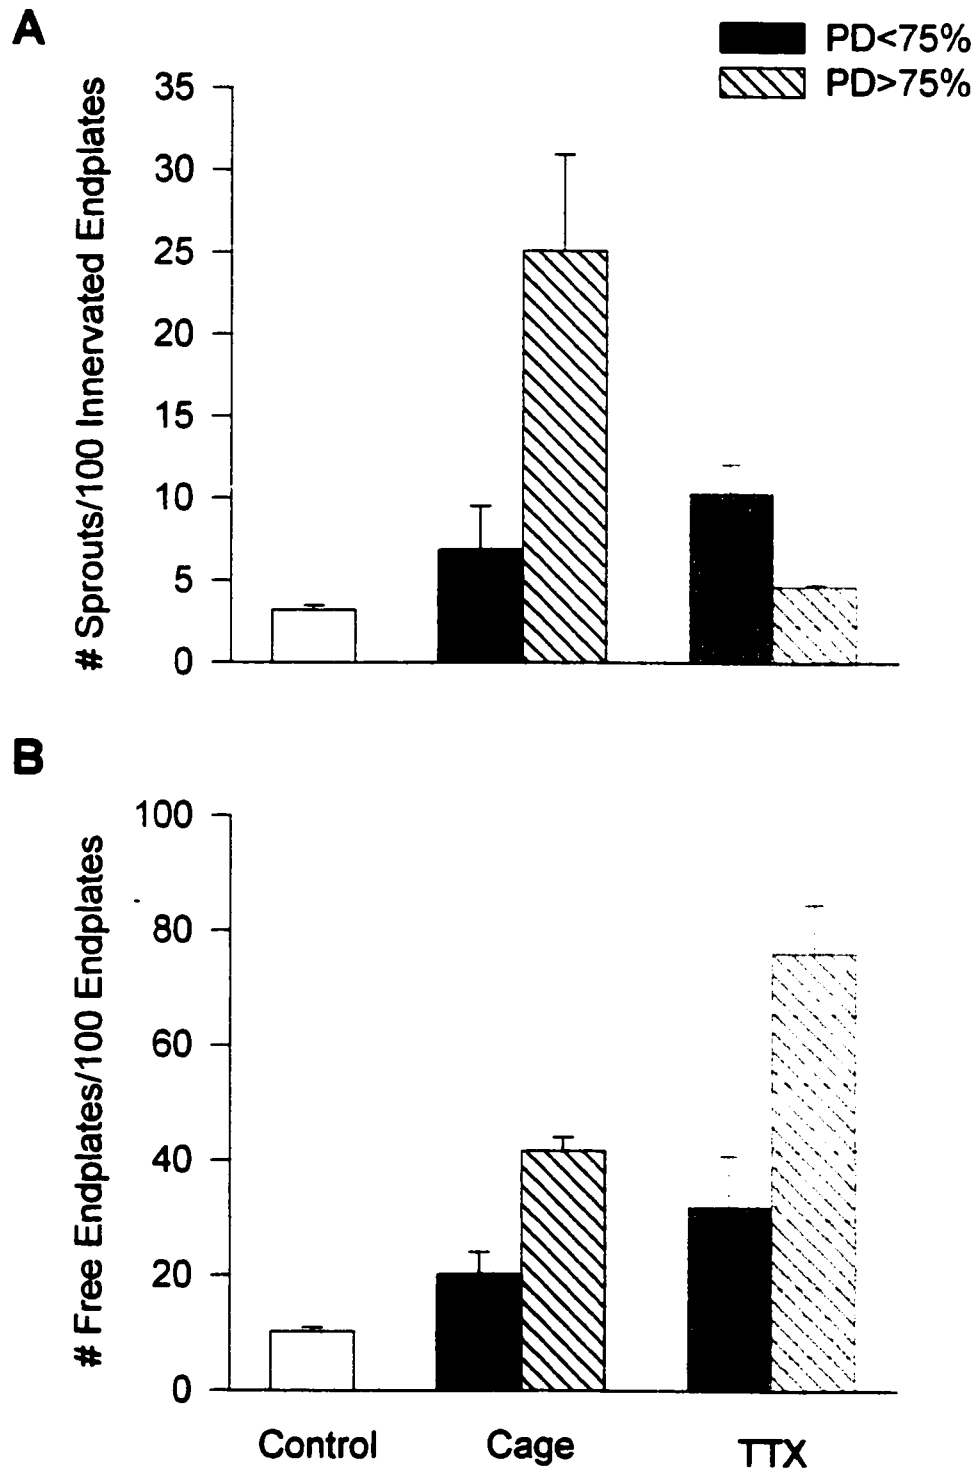 A
PD<75%
PD>75%
# Sprouts/100 Innervated Endplates
35
30
25
20
15
10
5
0
B
# Free Endplates/100 Endplates
100
80
60
40
20
0
Control
Cage
TTX